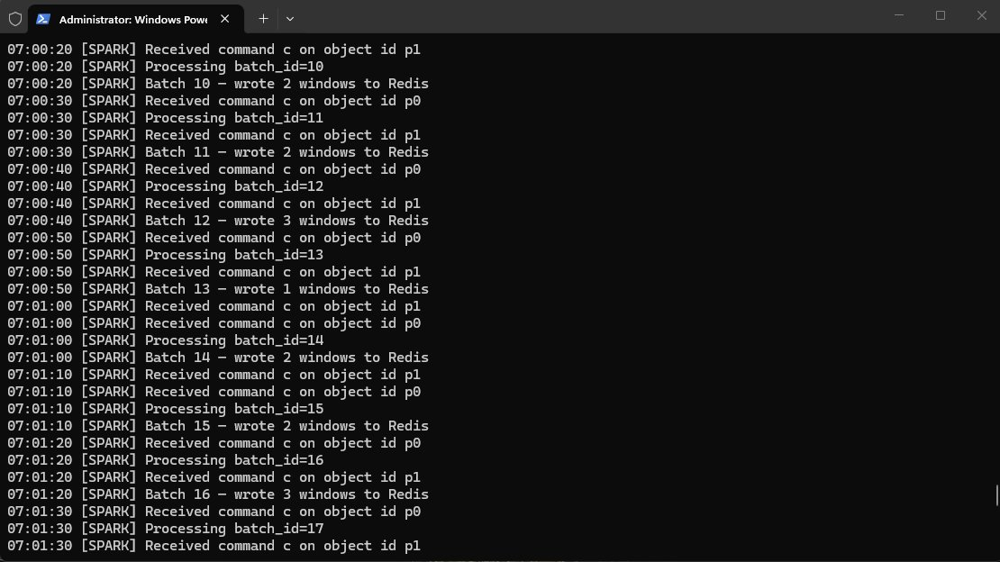 Administrator: Windows Powe
07:00:20 [SPARK] Received command c on object id p1
07:00:20 [SPARK] Processing batch_id=10
07:00:20 [SPARK] Batch 10 — wrote 2 windows to Redis
07:00:30 [SPARK] Received command c on object id p0
07:00:30 [SPARK] Processing batch_id=11
07:00:30 [SPARK] Received command c on object id p1
07:00:30 [SPARK] Batch 11 — wrote 2 windows to Redis
07:00:40 [SPARK] Received command c on object id p0
07:00:40 [SPARK] Processing batch_id=12
07:00:40 [SPARK] Received command c on object id p1
07:00:40 [SPARK] Batch 12 — wrote 3 windows to Redis
07:00:50 [SPARK] Received command c on object id p0
07:00:50 [SPARK] Processing batch_id=13
07:00:50 [SPARK] Received command c on object id p1
07:00:50 [SPARK] Batch 13 — wrote 1 windows to Redis
07:01:00 [SPARK] Received command c on object id p1
07:01:00 [SPARK] Received command c on object id p0
07:01:00 [SPARK] Processing batch_id=14
07:01:00 [SPARK] Batch 14 — wrote 2 windows to Redis
07:01:10 [SPARK] Received command c on object id p1
07:01:10 [SPARK] Received command c on object id p0
07:01:10 [SPARK] Processing batch_id=15
07:01:10 [SPARK] Batch 15 — wrote 2 windows to Redis
07:01:20 [SPARK] Received command c on object id p0
07:01:20 [SPARK] Processing batch_id=16
07:01:20 [SPARK] Received command c on object id p1
07:01:20 [SPARK] Batch 16 — wrote 3 windows to Redis
07:01:30 [SPARK] Received command c on object id p0
07:01:30 [SPARK] Processing batch_id=17
07:01:30 [SPARK] Received command c on object id p1